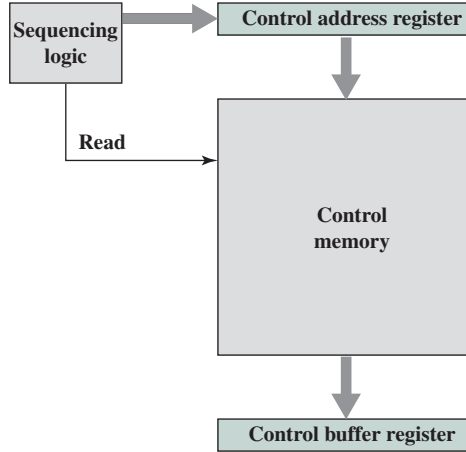 Sequencing
logic
Control address register
Read
Control
memory
Control buffer register